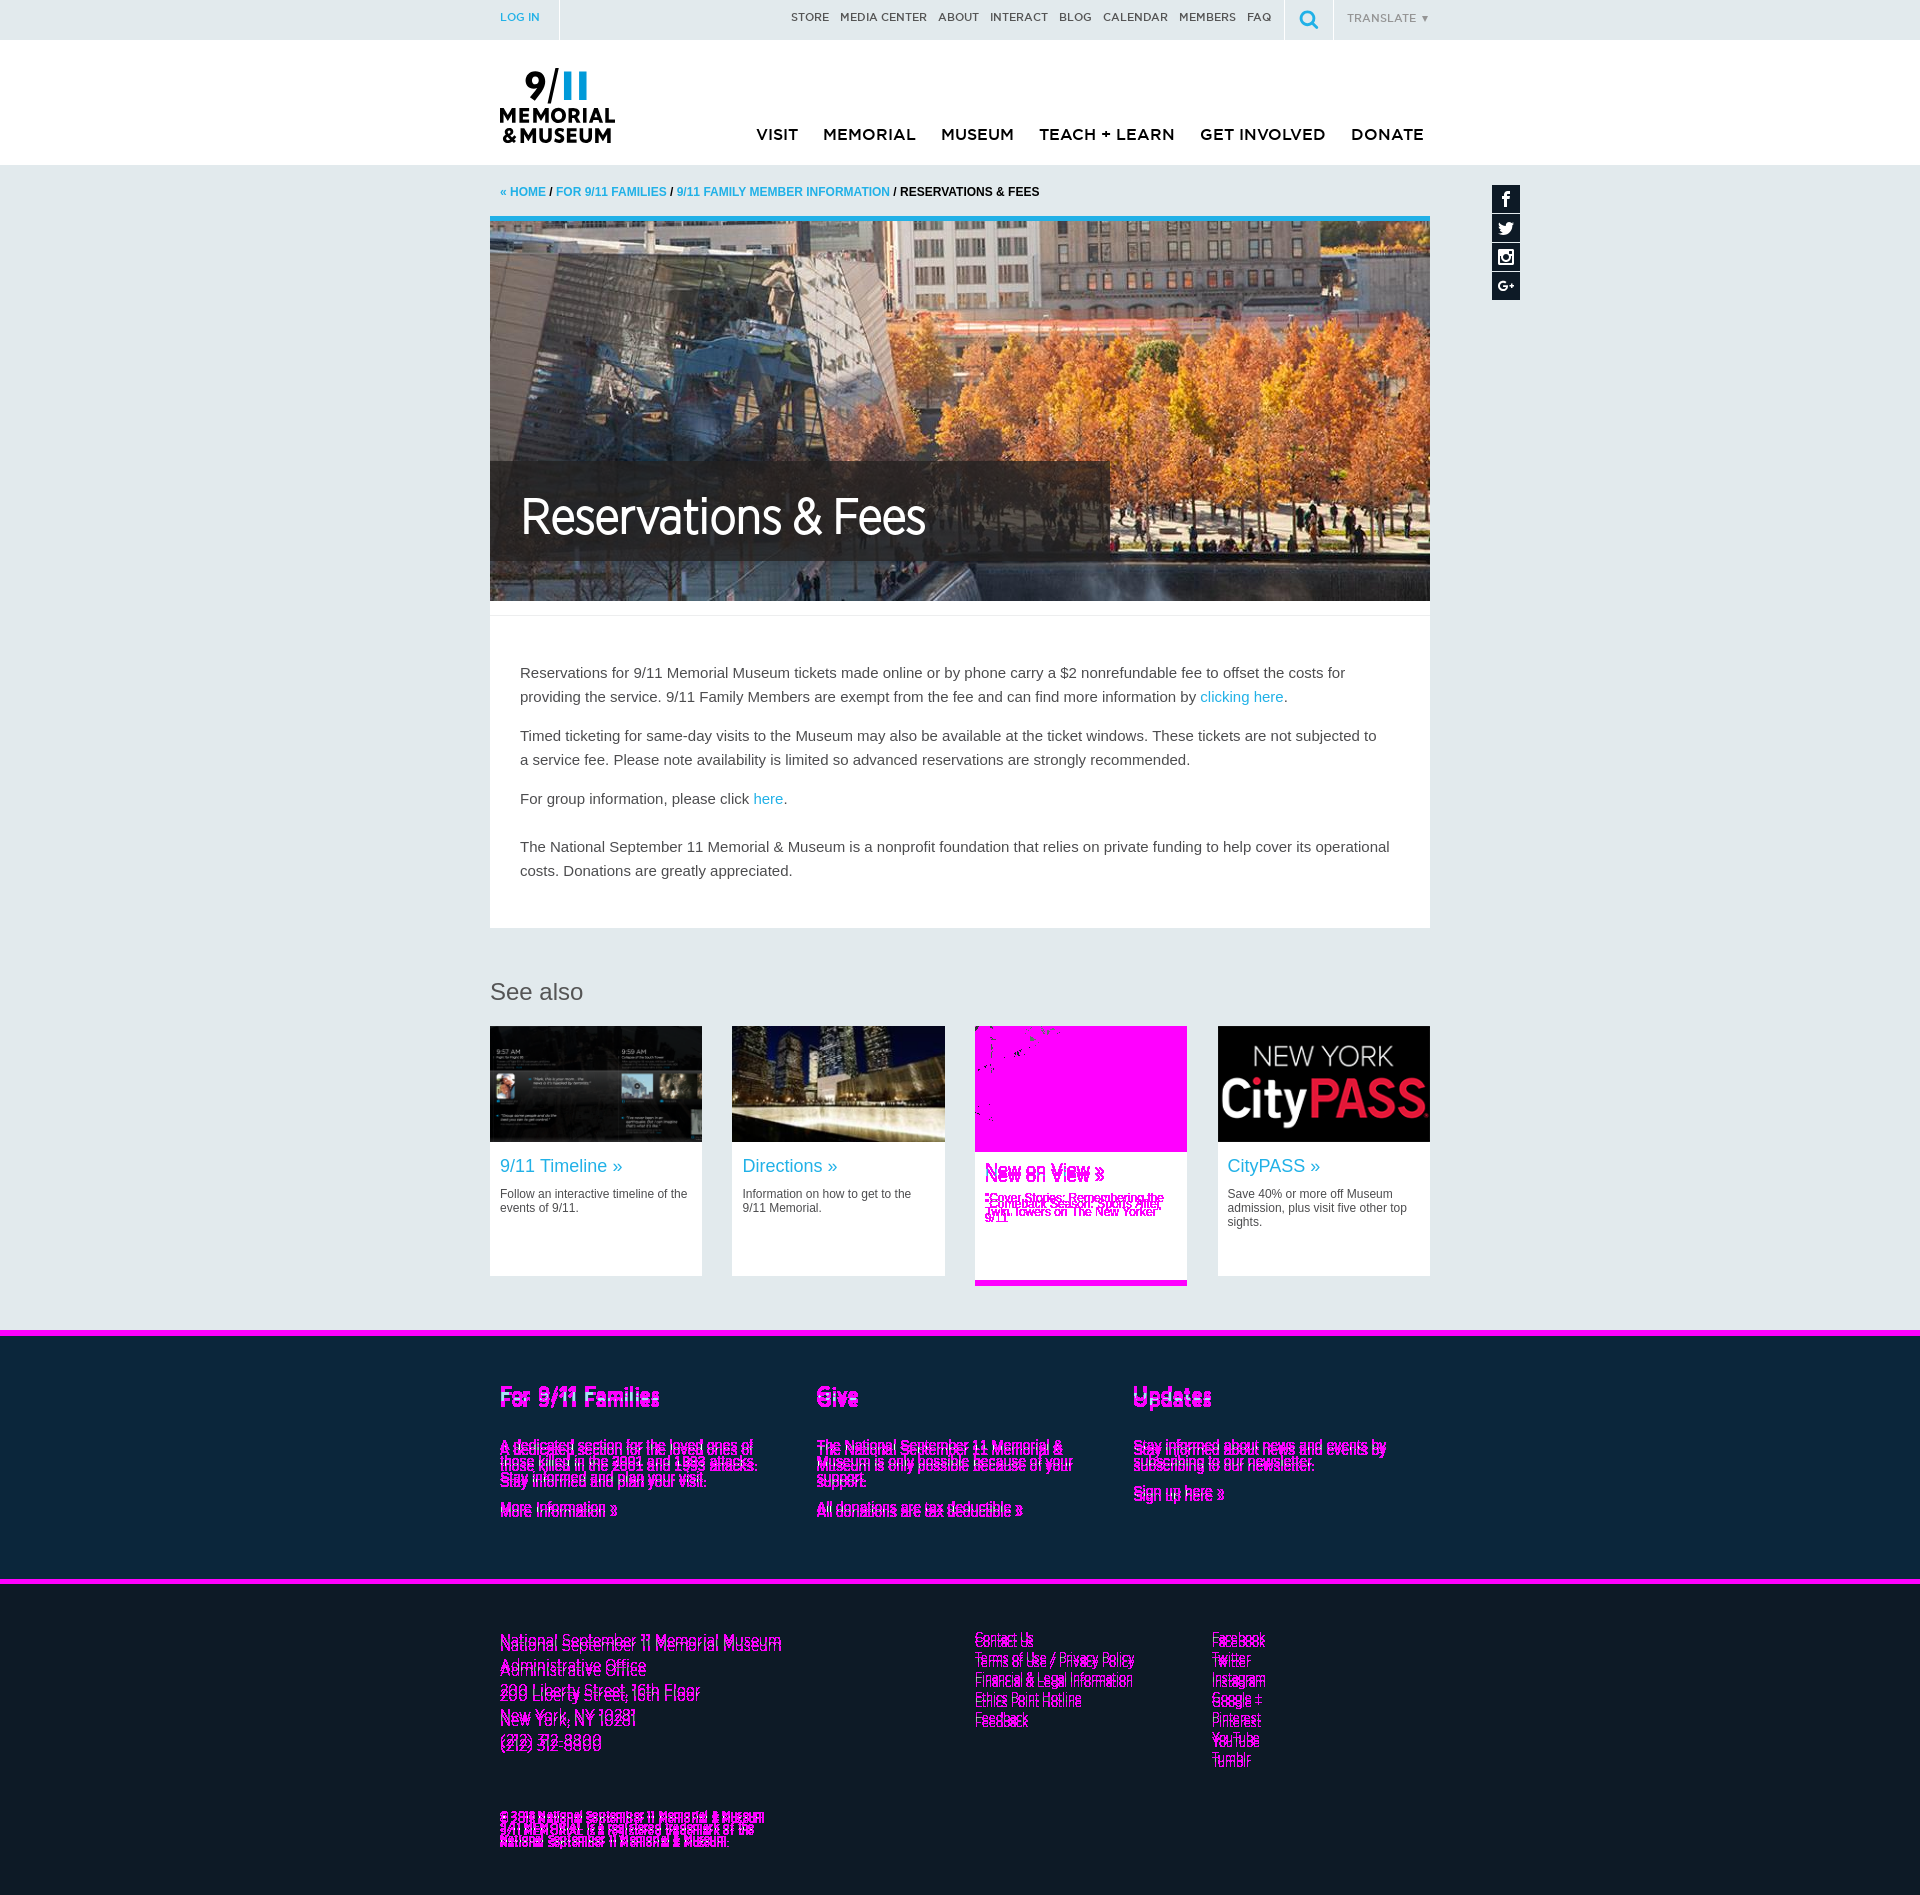 LOG IN
STORE MEDIA CENTER ABOUT INTERACT BLOG CALENDAR MEMBERS FAQ
TRANSLATE ▼
9/11
MEMORIAL
& MUSEUM
VISIT MEMORIAL MUSEUM TEACH + LEARN GET INVOLVED DONATE
« HOME / FOR 9/11 FAMILIES / 9/11 FAMILY MEMBER INFORMATION / RESERVATIONS & FEES
Reservations & Fees
Reservations for 9/11 Memorial Museum tickets made online or by phone carry a $2 nonrefundable fee to offset the costs for
providing the service. 9/11 Family Members are exempt from the fee and can find more information by clicking here.
Timed ticketing for same-day visits to the Museum may also be available at the ticket windows. These tickets are not subjected to
a service fee. Please note availability is limited so advanced reservations are strongly recommended.
For group information, please click here.
The National September 11 Memorial & Museum is a nonprofit foundation that relies on private funding to help cover its operational
costs. Donations are greatly appreciated.
See also
9:57 AM
9:59 AM
NEW YORK
CityPASS
9/11 Timeline »
Follow an interactive timeline of the
events of 9/11.
Directions »
Information on how to get to the
9/11 Memorial.
New on View »
"Cover Stories: Remembering the
Twin Towers on The New Yorker"
"Comeback Season: Sports After
9/11"
CityPASS »
Save 40% or more off Museum
admission, plus visit five other top
sights.
For 9/11 Families
A dedicated section for the loved ones of
those killed in the 2001 and 1993 attacks.
Stay informed and plan your visit.
More Information »
Give
The National September 11 Memorial &
Museum is only possible because of your
support.
All donations are tax deductible »
Updates
Stay informed about news and events by
subscribing to our newsletter.
Sign up here »
National September 11 Memorial Museum
Administrative Office
200 Liberty Street, 16th Floor
New York, NY 10281
(212) 312-8800
Contact Us
Terms of Use / Privacy Policy
Financial & Legal Information
Ethics Point Hotline
Feedback
Facebook
Twitter
Instagram
Google +
Pinterest
YouTube
Tumblr
National September 11 Memorial & Museum
9/11 MEMORIAL is a registered trademark of the
National September 11 Memorial & Museum.